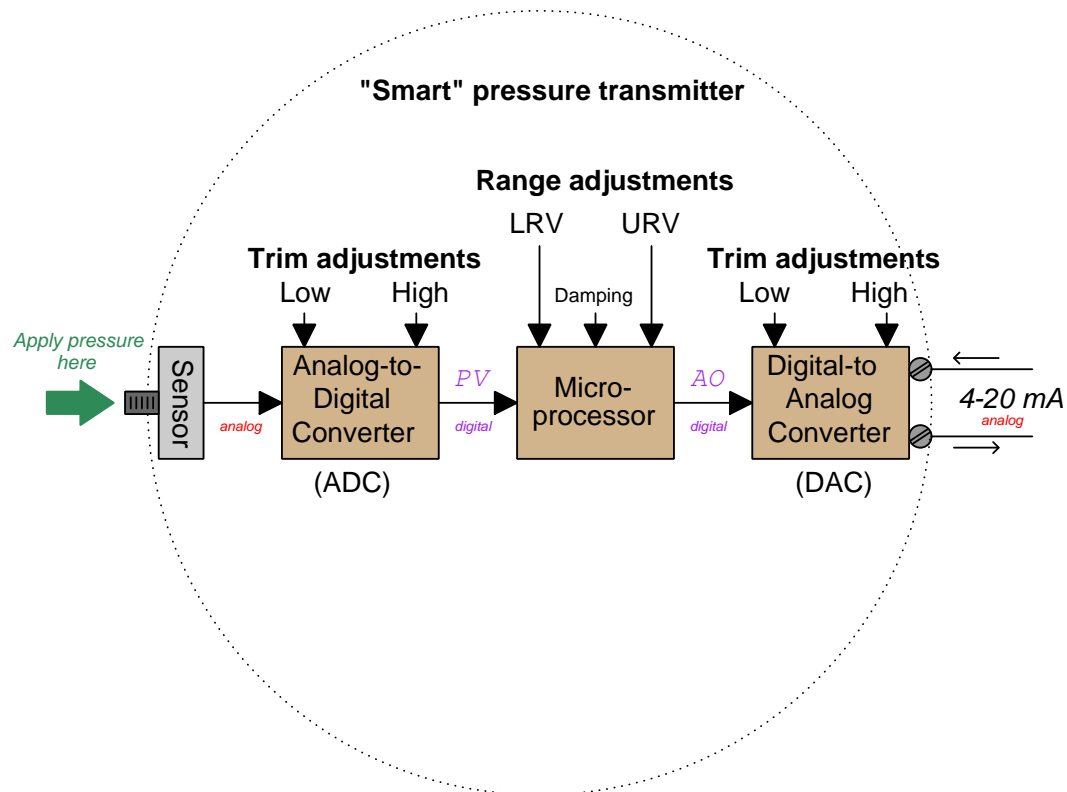 "Smart" pressure transmitter
Range adjustments
LRV
URV
Trim adjustments
Low
High
Damping
Trim adjustments
Low
High
Apply pressure
here
Sensor
analog
Analog-to-
Digital
Converter
(ADC)
PV
digital
Micro-
processor
AO
digital
Digital-to
Analog
Converter
(DAC)
4-20 mA
analog